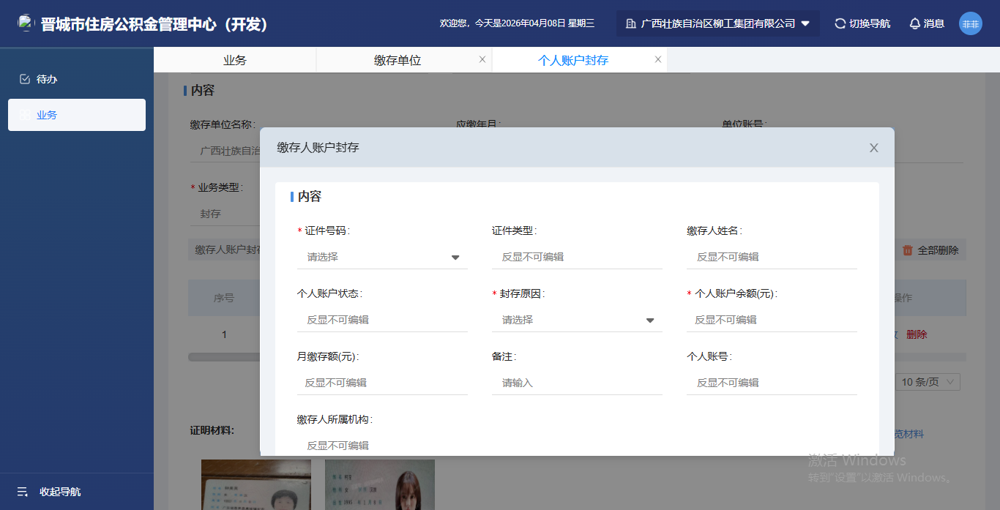 晋城市住房公积金管理中心（开发）
欢迎您，今天是2026年04月08日 星期三
广西壮族自治区柳工集团有限公司
切换导航
消息
菲菲
待办
业务
收起导航
业务
缴存单位
个人账户封存
内容
缴存单位名称:
应缴年月:
单位账号:
广西壮族自治
* 业务类型:
封存
缴存人账户封存
全部删除
序号
操作
1
删除
10 条/页
证明材料:
览材料
缴存人账户封存
内容
* 证件号码:
证件类型:
缴存人姓名:
请选择
反显不可编辑
反显不可编辑
个人账户状态:
* 封存原因:
* 个人账户余额(元):
反显不可编辑
请选择
反显不可编辑
月缴存额(元):
备注:
个人账号:
反显不可编辑
请输入
反显不可编辑
缴存人所属机构:
反显不可编辑
激活 Windows
转到"设置"以激活 Windows。